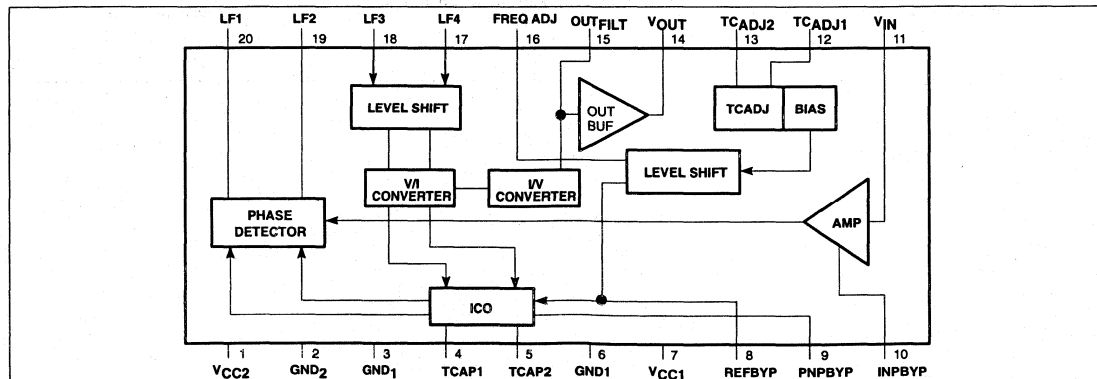 LF1 LF2 LF3 LF4 FREQ ADJ OUTFILT VOUT TCADJ2 TCADJ1 VIN
20 19 18 17 16 15 14 13 12 11
LEVEL SHIFT
OUT
BUF
TCADJ BIAS
LEVEL SHIFT
V/I
CONVERTER
I/V
CONVERTER
PHASE
DETECTOR
AMP
ICO
1 2 3 4 5 6 7 8 9 10
VCC2 GND2 GND1 TCAP1 TCAP2 GND1 VCC1 REFBYP PNPBYP INPBYP